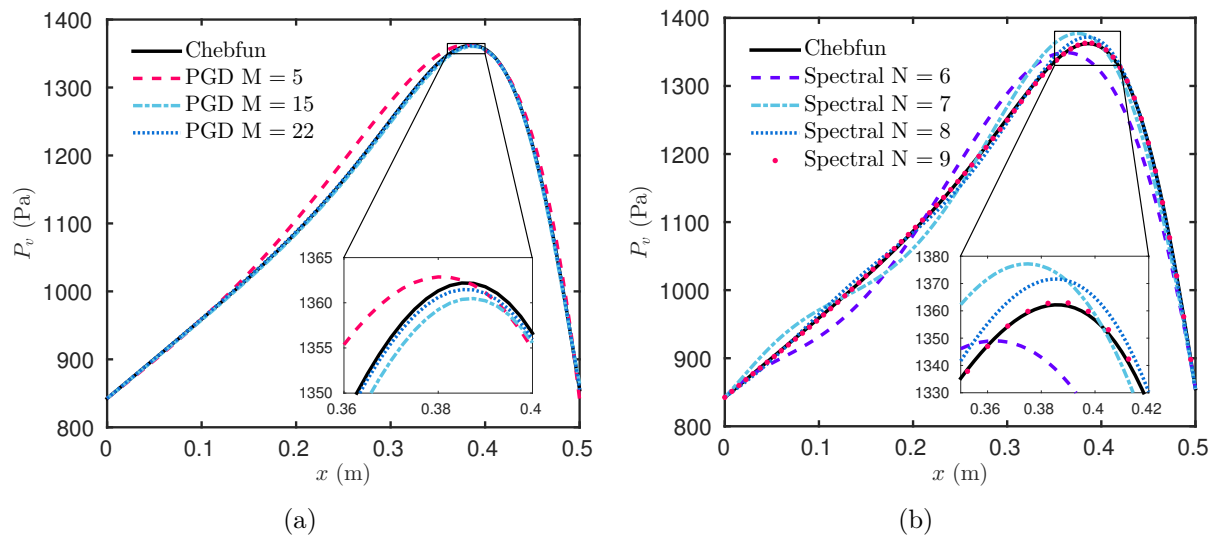 1400
1300
1200
1100
1000
900
800
P_v (Pa)
Chebfun
PGD M = 5
PGD M = 15
PGD M = 22
1365
1360
1355
1350
0.36
0.38
0.4
0
0.1
0.2
0.3
0.4
0.5
x (m)
(a)
1400
1300
1200
1100
1000
900
800
P_v (Pa)
Chebfun
Spectral N = 6
Spectral N = 7
Spectral N = 8
Spectral N = 9
1380
1370
1360
1350
1340
1330
0.36
0.38
0.4
0.42
0
0.1
0.2
0.3
0.4
0.5
x (m)
(b)